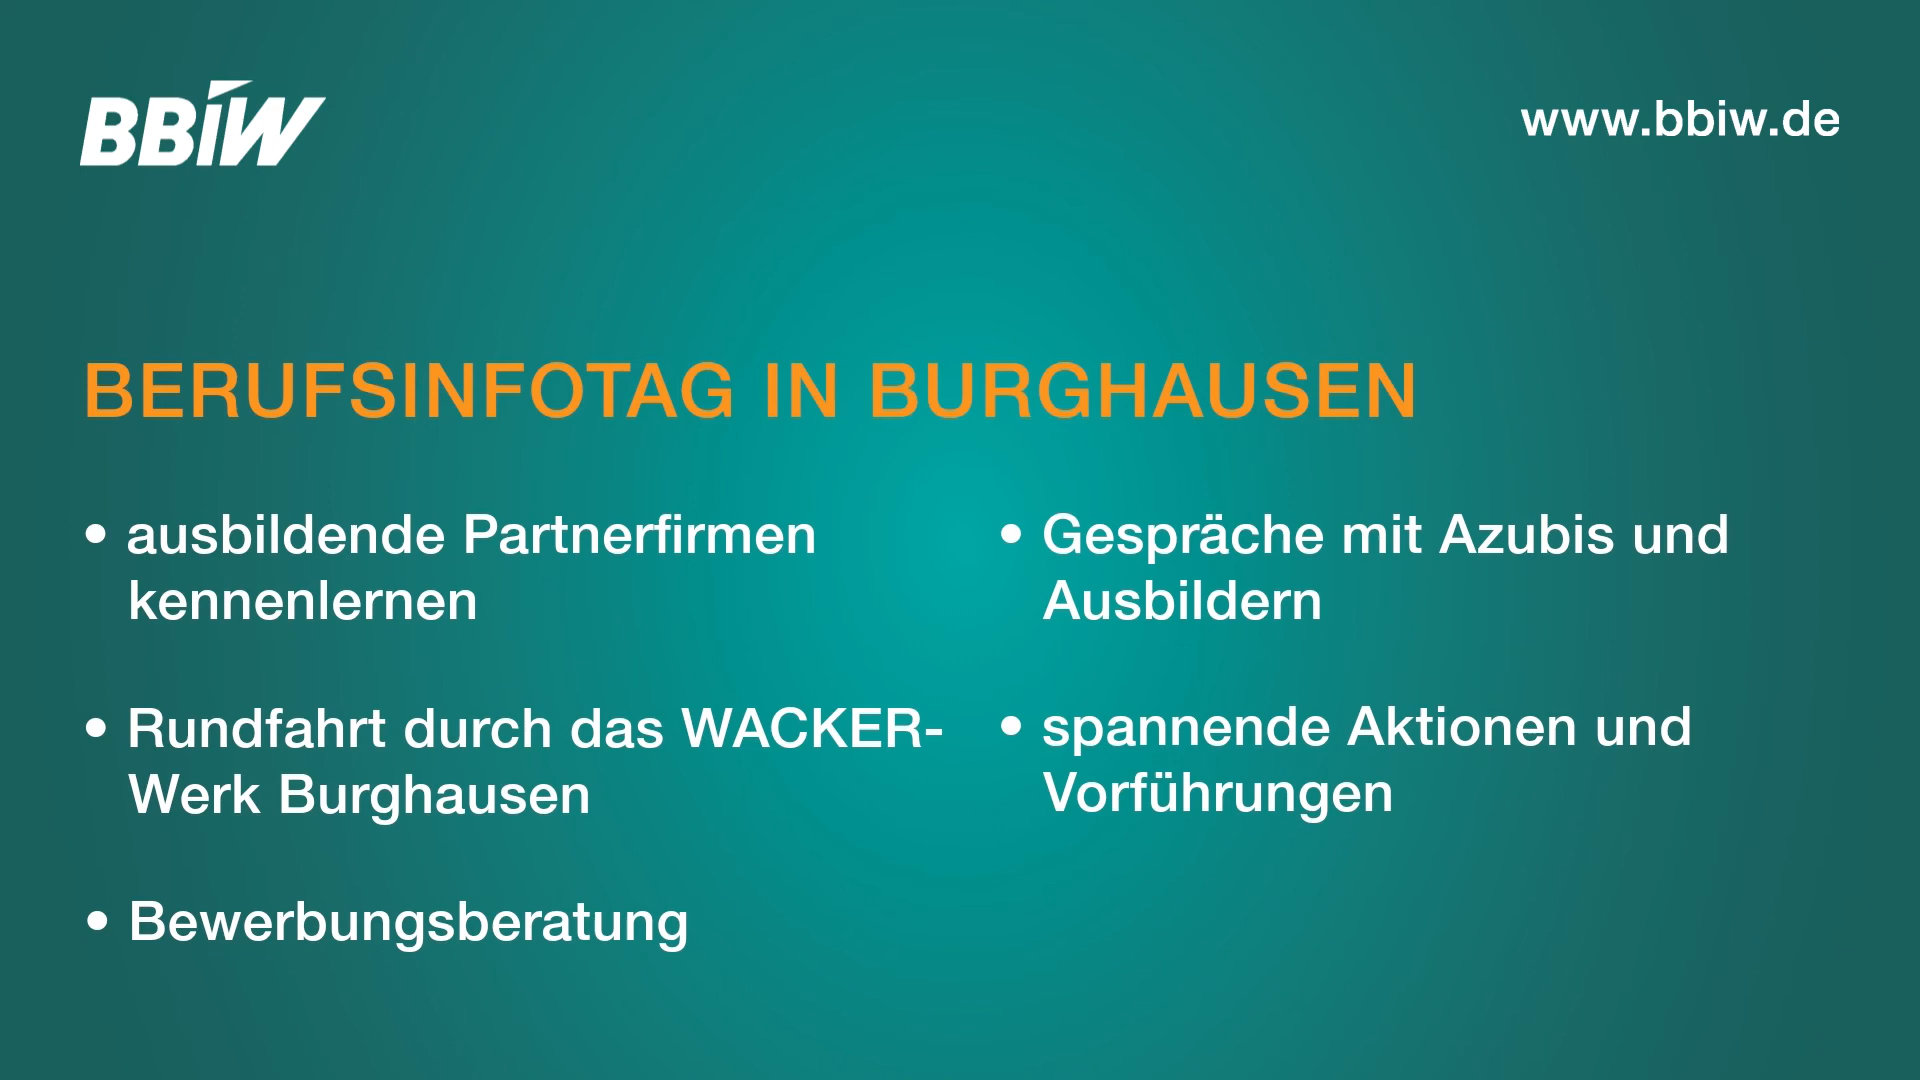 BBiW
www.bbiw.de
BERUFSINFOTAG IN BURGHAUSEN
• ausbildende Partnerfirmen
kennenlernen
• Rundfahrt durch das WACKER-
Werk Burghausen
• Bewerbungsberatung
• Gespräche mit Azubis und
Ausbildern
• spannende Aktionen und
Vorführungen